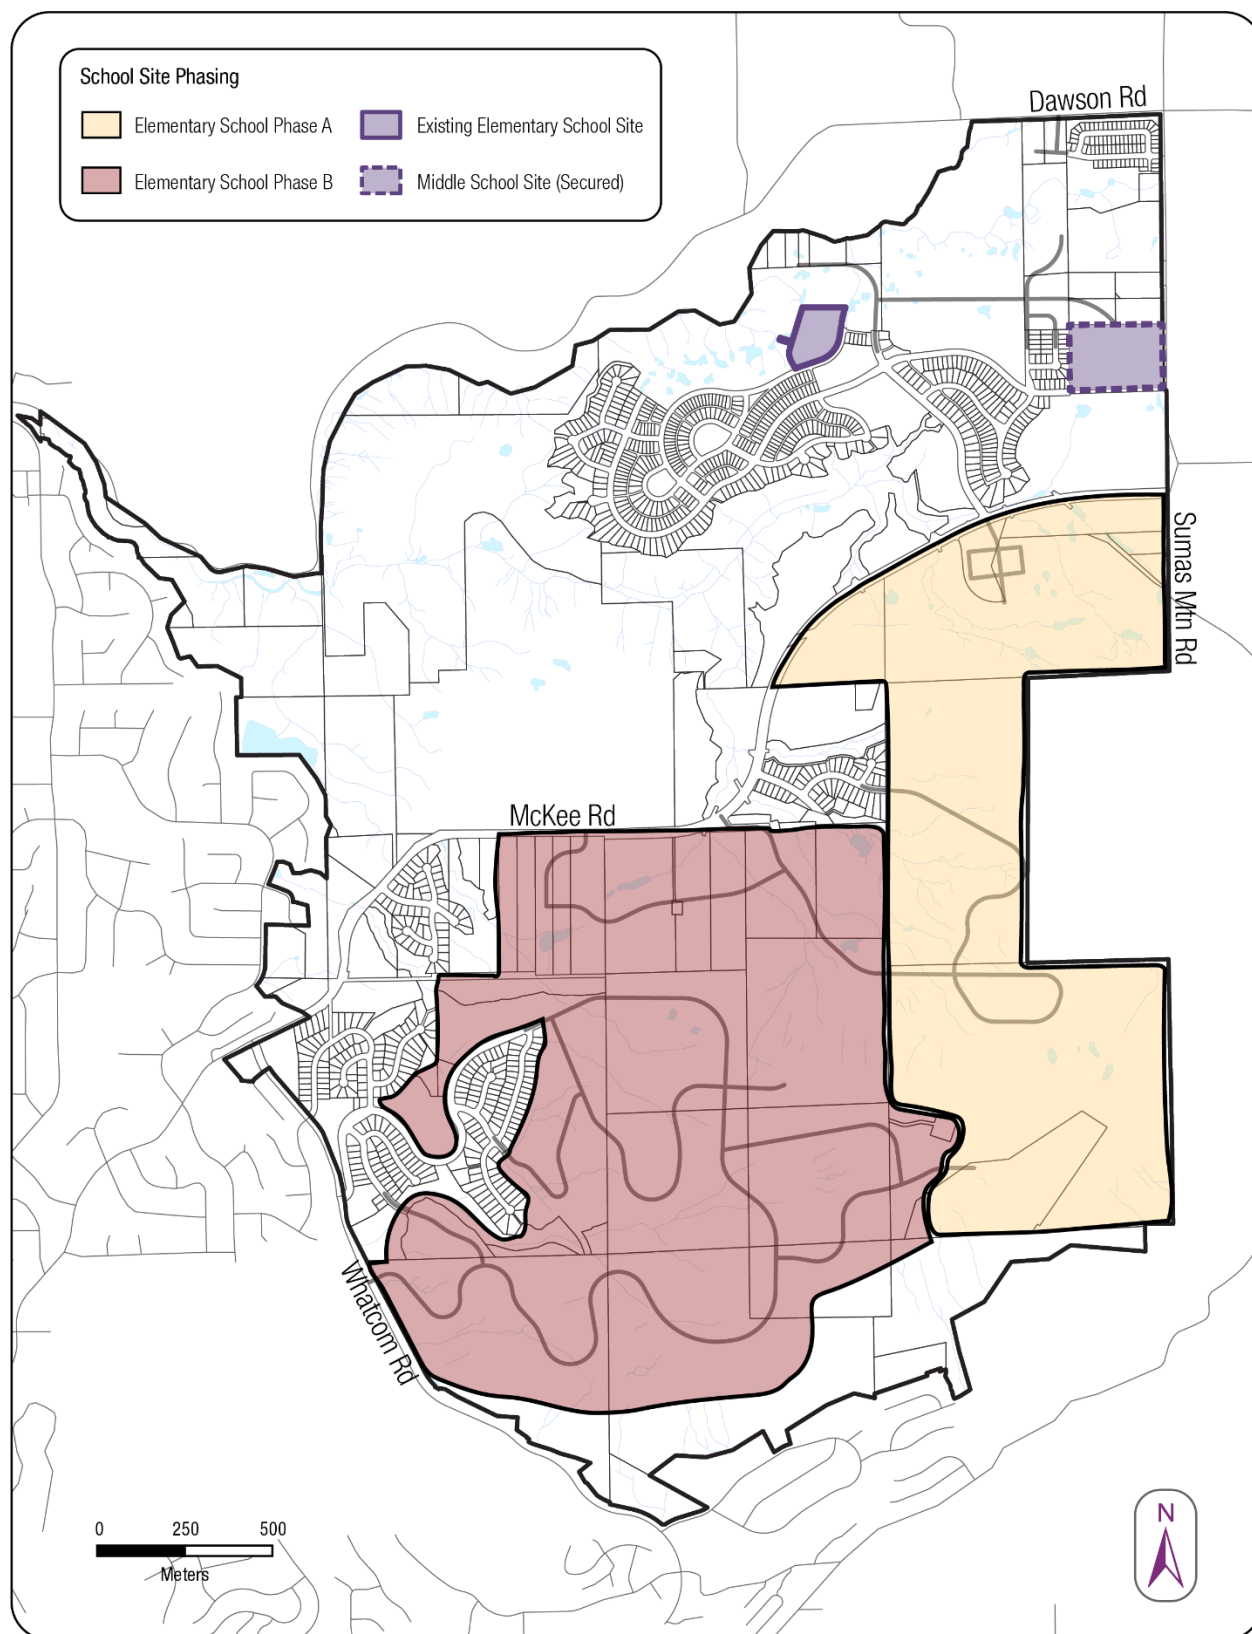 School Site Phasing
Elementary School Phase A
Existing Elementary School Site
Elementary School Phase B
Middle School Site (Secured)
Dawson Rd
Sumas Mtn Rd
McKee Rd
Whatcom Rd
0 250 500
Meters
N